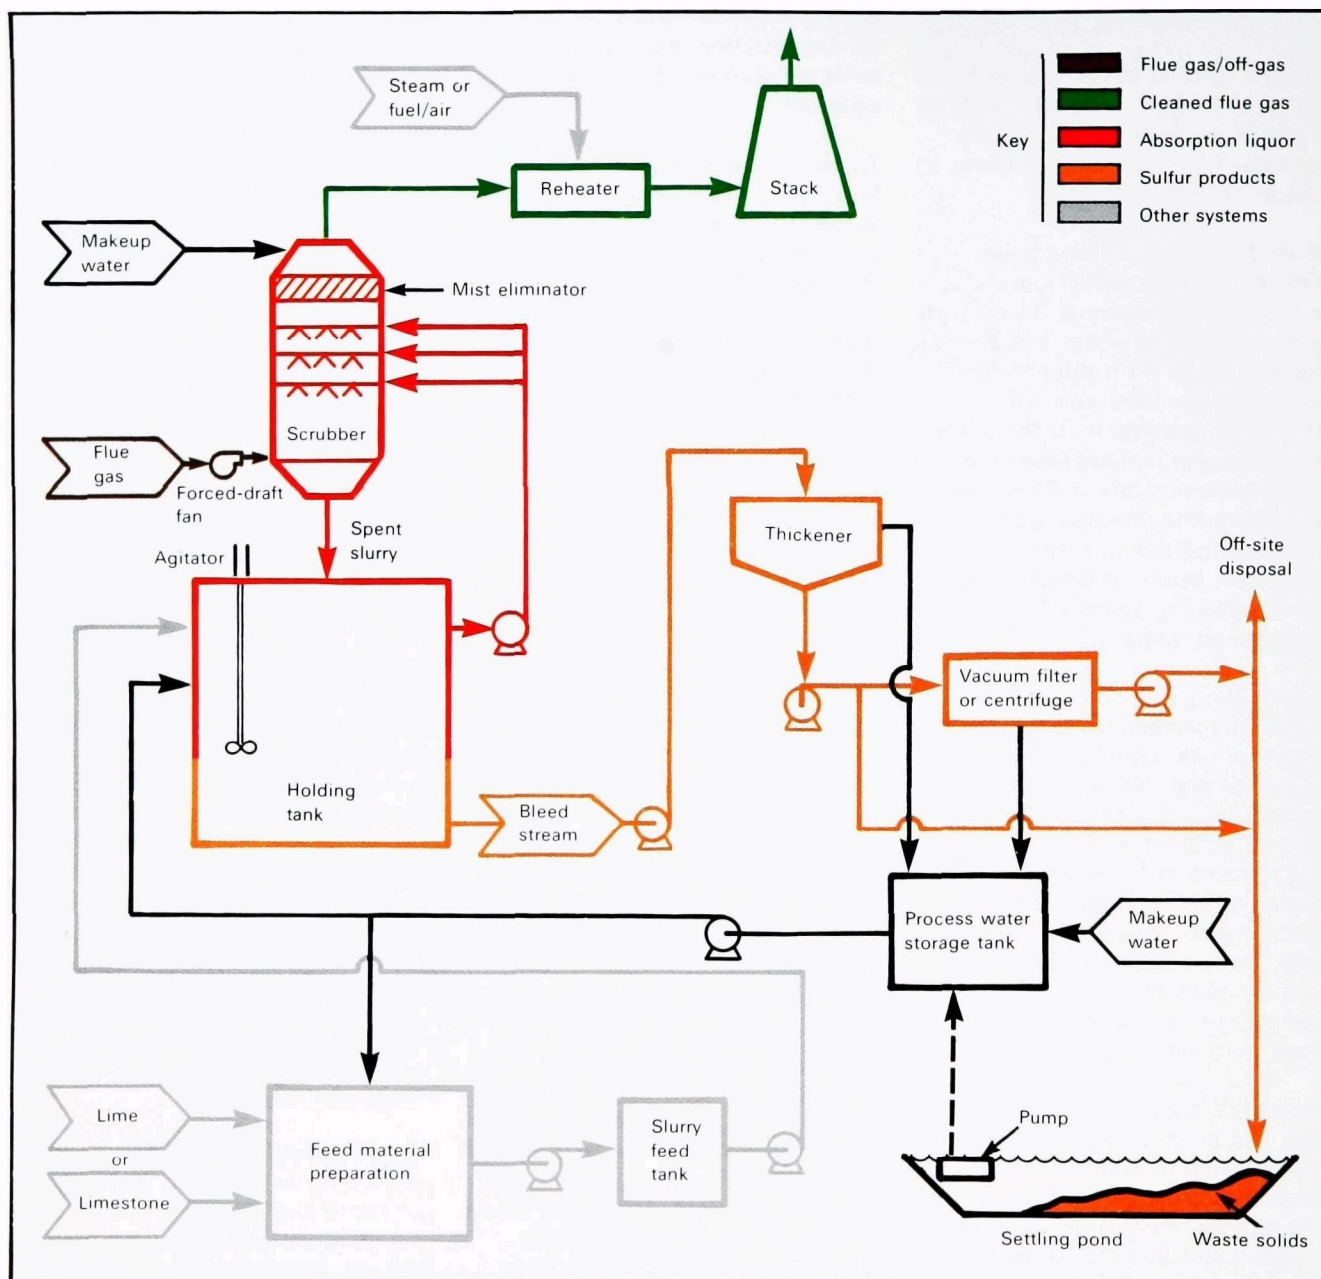 Steam or
fuel/air
Reheater
Stack
Key
Flue gas/off-gas
Cleaned flue gas
Absorption liquor
Sulfur products
Other systems
Makeup
water
Mist eliminator
Scrubber
Flue
gas
Forced-draft
fan
Spent
slurry
Agitator
Thickener
Off-site
disposal
Vacuum filter
or centrifuge
Holding
tank
Bleed
stream
Process water
storage tank
Makeup
water
Lime
or
Limestone
Feed material
preparation
Slurry
feed
tank
Pump
Settling pond
Waste solids